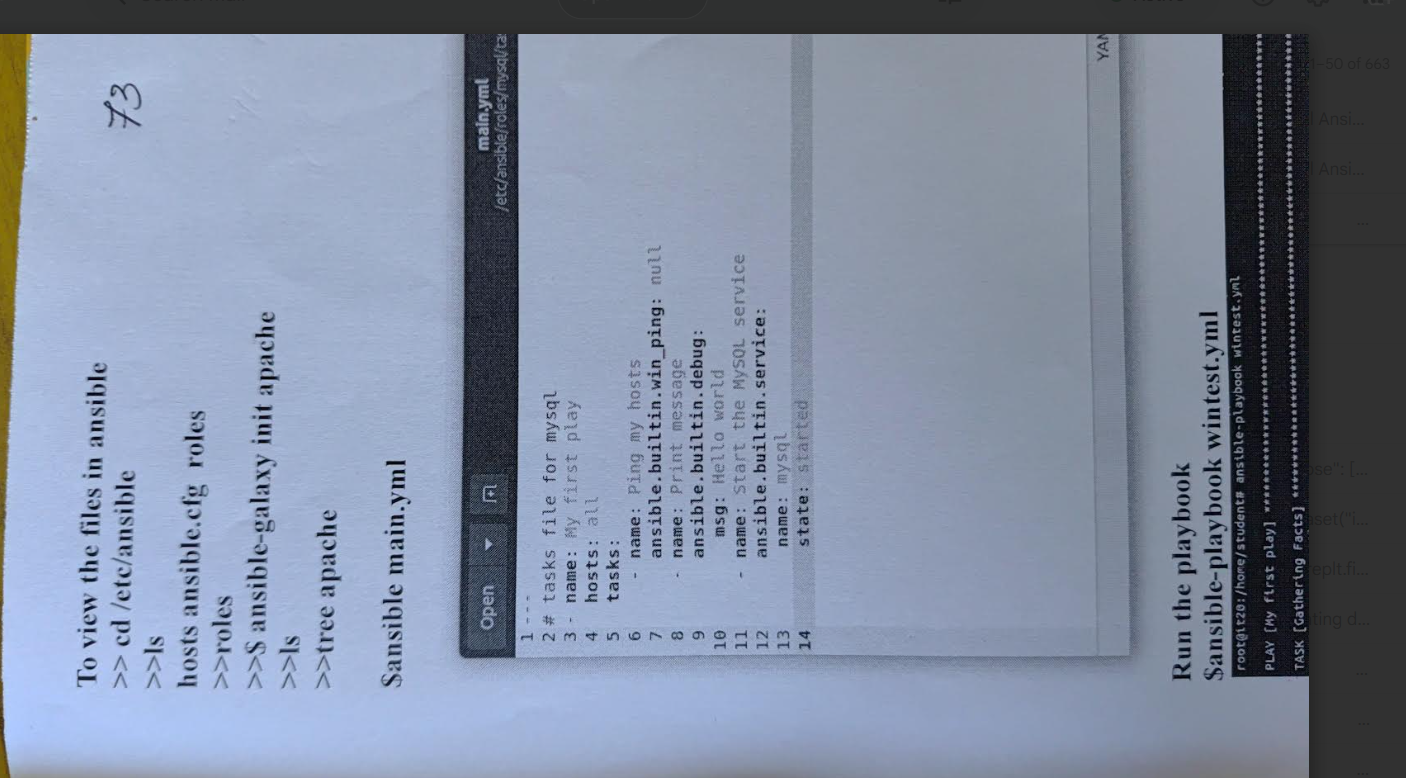 73
To view the files in ansible
>> cd /etc/ansible
>>ls
hosts ansible.cfg roles
>>roles
>>$ ansible-galaxy init apache
>>ls
>>tree apache
$ansible main.yml
Open
main.yml
/etc/ansible/roles/mysql/ta
1 ---
2 # tasks file for mysql
3 - name: My first play
4   hosts: all
5   tasks:
6     - name: Ping my hosts
7       ansible.builtin.win_ping: null
8     - name: Print message
9       ansible.builtin.debug:
10         msg: Hello world
11     - name: Start the MySQL service
12       ansible.builtin.service:
13         name: mysql
14         state: started
YAM
Run the playbook
$ansible-playbook wintest.yml
root@it220:/home/student# ansible-playbook wintest.yml
PLAY [My first play] ****************************************
TASK [Gathering Facts] ****************************************
1-50 of 663
Ansi...
Ansi...
...
ose": [...
aset("i...
replt.fi...
ting d...
...
...